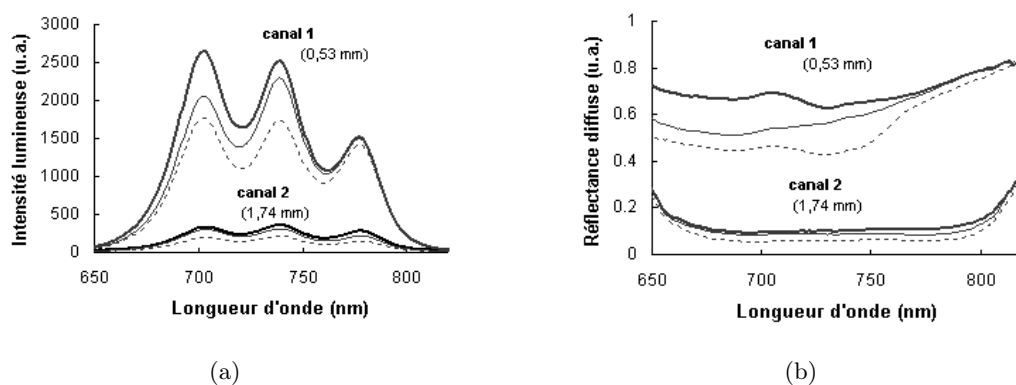 Intensité lumineuse (u.a.)
3000
2500
2000
1500
1000
500
0
canal 1
(0,53 mm)
canal 2
(1,74 mm)
650 700 750 800
Longueur d'onde (nm)
(a)
Réflectance diffuse (u.a.)
1
0.8
0.6
0.4
0.2
0
canal 1
(0,53 mm)
canal 2
(1,74 mm)
650 700 750 800
Longueur d'onde (nm)
(b)